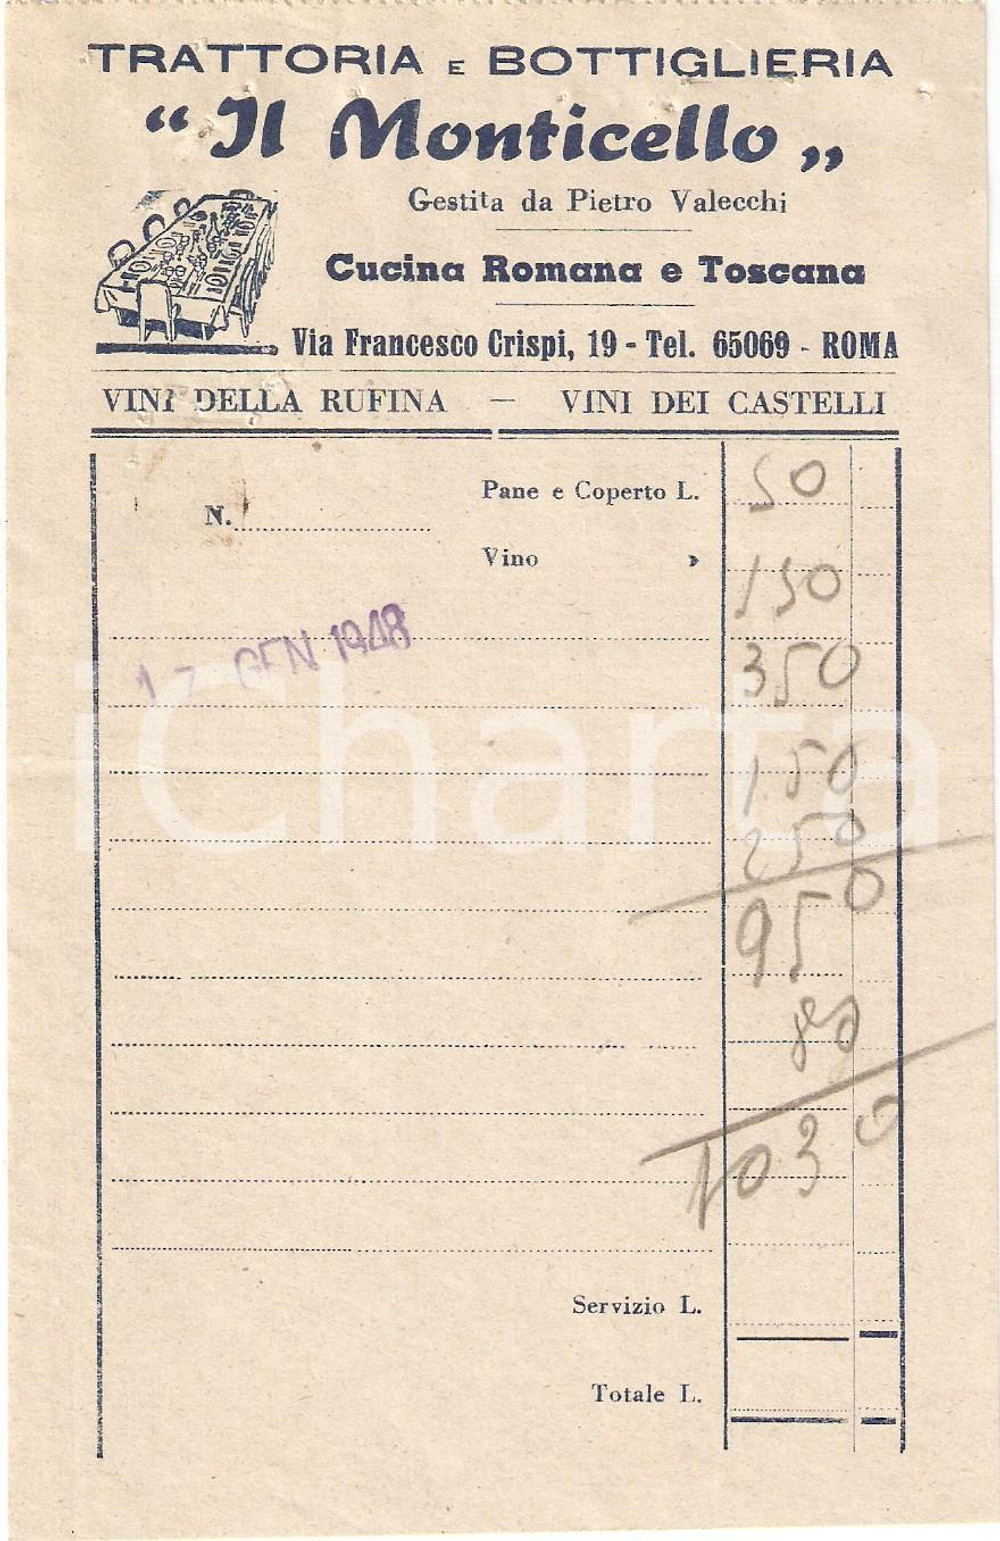 TRATTORIA E BOTTIGLIERIA
“Il Monticello„
Gestita da Pietro Valecchi
Cucina Romana e Toscana
Via Francesco Crispi, 19 - Tel. 65069 - ROMA
VINI DELLA RUFINA — VINI DEI CASTELLI
Pane e Coperto L. 50
N.
Vino » 150
17 GEN 1948
350
150
250
950
80
1030
Servizio L.
Totale L.
iCharta